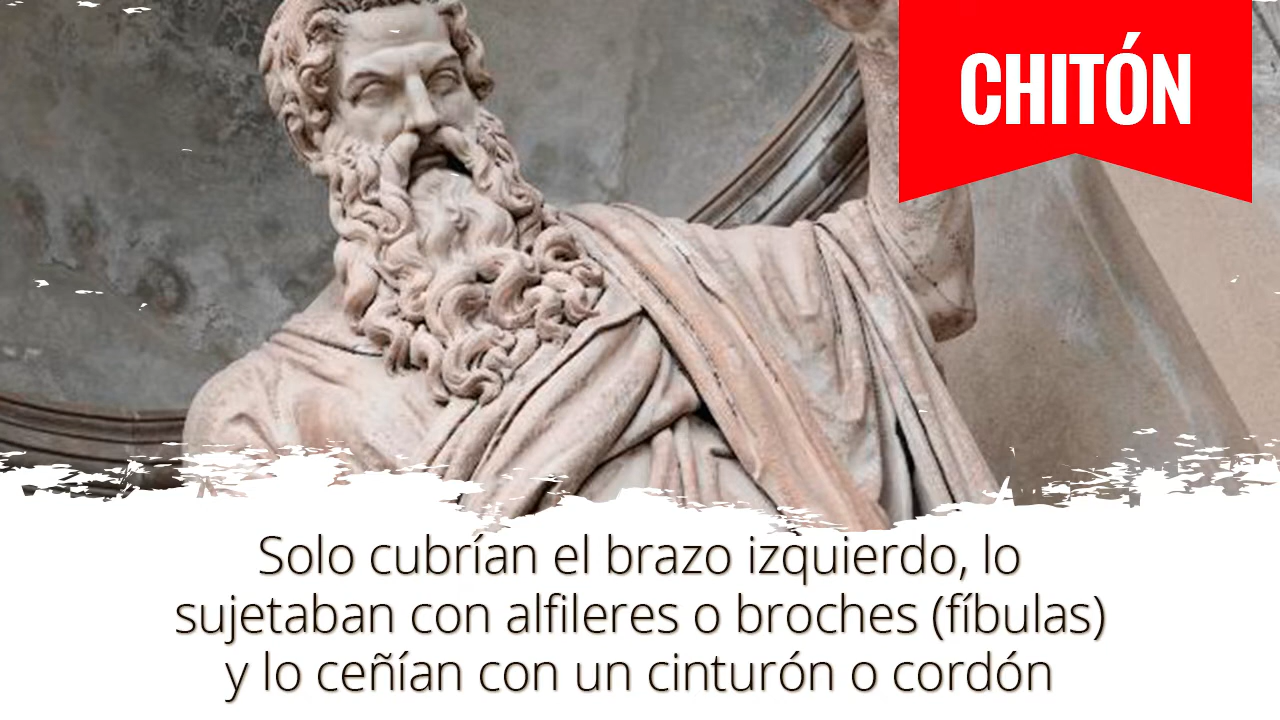 CHITÓN
Solo cubrían el brazo izquierdo, lo
sujetaban con alfileres o broches (fíbulas)
y lo ceñían con un cinturón o cordón